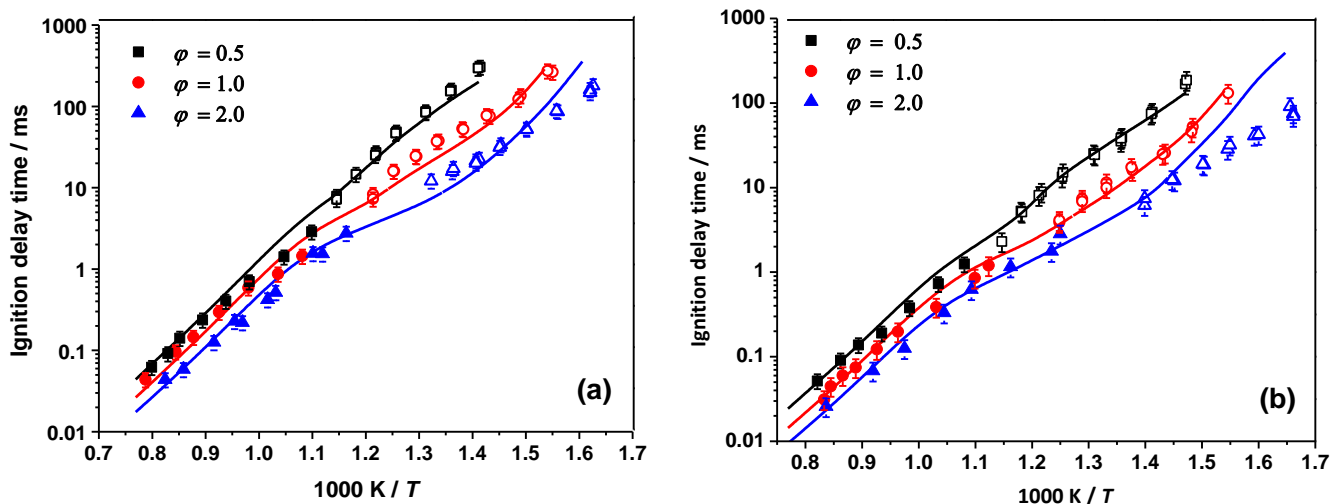 1000
100
10
1
0.1
0.01
Ignition delay time / ms
φ = 0.5
φ = 1.0
φ = 2.0
(a)
0.7 0.8 0.9 1.0 1.1 1.2 1.3 1.4 1.5 1.6 1.7
1000 K / T
1000
100
10
1
0.1
0.01
Ignition delay time / ms
φ = 0.5
φ = 1.0
φ = 2.0
(b)
0.8 0.9 1.0 1.1 1.2 1.3 1.4 1.5 1.6 1.7
1000 K / T